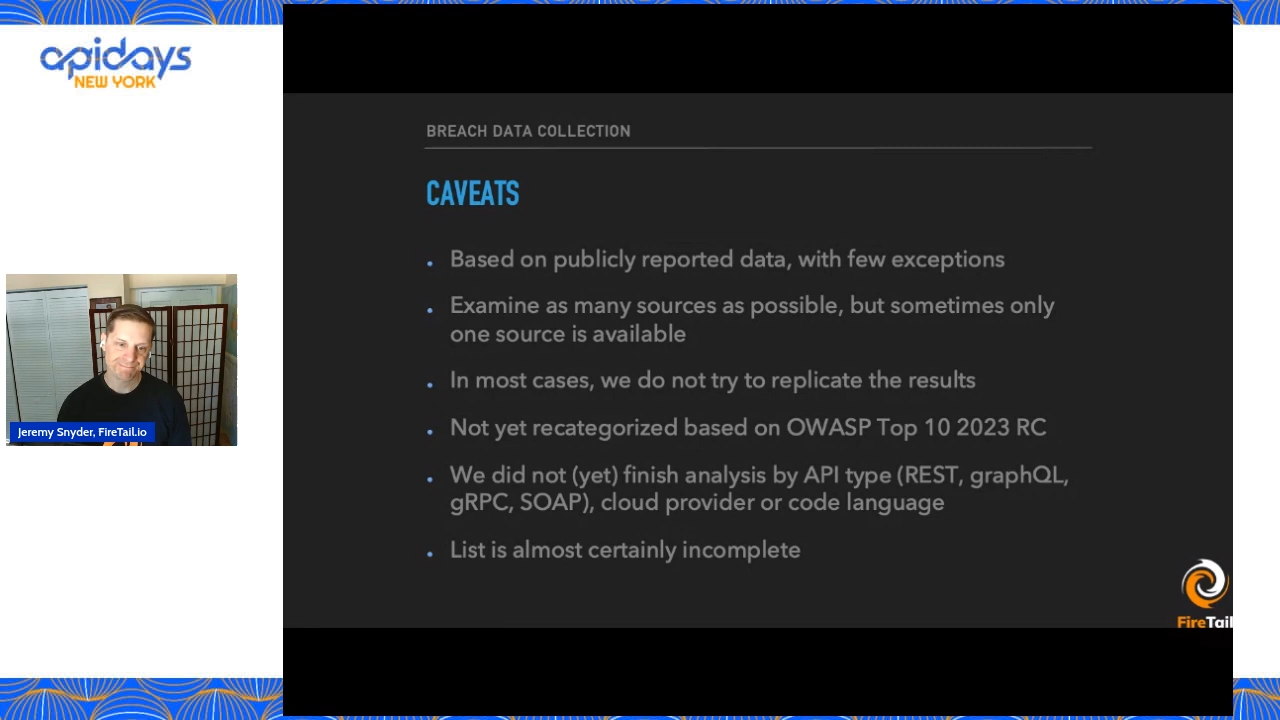 apidays
NEW YORK
BREACH DATA COLLECTION
CAVEATS
• Based on publicly reported data, with few exceptions
• Examine as many sources as possible, but sometimes only
one source is available
• In most cases, we do not try to replicate the results
• Not yet recategorized based on OWASP Top 10 2023 RC
• We did not (yet) finish analysis by API type (REST, graphQL,
gRPC, SOAP), cloud provider or code language
• List is almost certainly incomplete
Jeremy Snyder, FireTail.io
FireTail